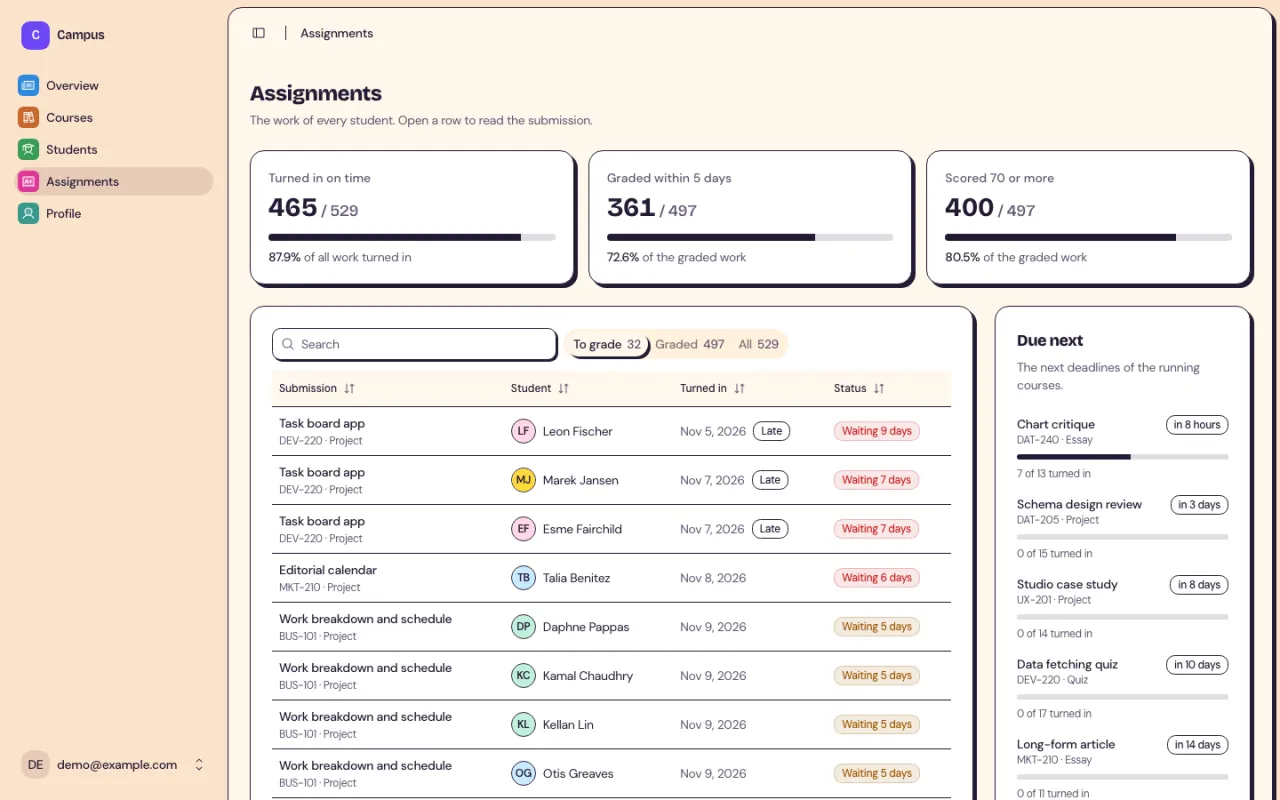 C Campus
Overview
Courses
Students
Assignments
Profile
DE demo@example.com
Assignments
Assignments
The work of every student. Open a row to read the submission.
Turned in on time
465 / 529
87.9% of all work turned in
Graded within 5 days
361 / 497
72.6% of the graded work
Scored 70 or more
400 / 497
80.5% of the graded work
Search
To grade 32 Graded 497 All 529
Submission Student Turned in Status
Task board app
DEV-220 · Project
LF Leon Fischer Nov 5, 2026 Late Waiting 9 days
Task board app
DEV-220 · Project
MJ Marek Jansen Nov 7, 2026 Late Waiting 7 days
Task board app
DEV-220 · Project
EF Esme Fairchild Nov 7, 2026 Late Waiting 7 days
Editorial calendar
MKT-210 · Project
TB Talia Benitez Nov 8, 2026 Waiting 6 days
Work breakdown and schedule
BUS-101 · Project
DP Daphne Pappas Nov 9, 2026 Waiting 5 days
Work breakdown and schedule
BUS-101 · Project
KC Kamal Chaudhry Nov 9, 2026 Waiting 5 days
Work breakdown and schedule
BUS-101 · Project
KL Kellan Lin Nov 9, 2026 Waiting 5 days
Work breakdown and schedule
BUS-101 · Project
OG Otis Greaves Nov 9, 2026 Waiting 5 days
Due next
The next deadlines of the running
courses.
Chart critique in 8 hours
DAT-240 · Essay
7 of 13 turned in
Schema design review in 3 days
DAT-205 · Project
0 of 15 turned in
Studio case study in 8 days
UX-201 · Project
0 of 14 turned in
Data fetching quiz in 10 days
DEV-220 · Quiz
0 of 17 turned in
Long-form article in 14 days
MKT-210 · Essay
0 of 11 turned in